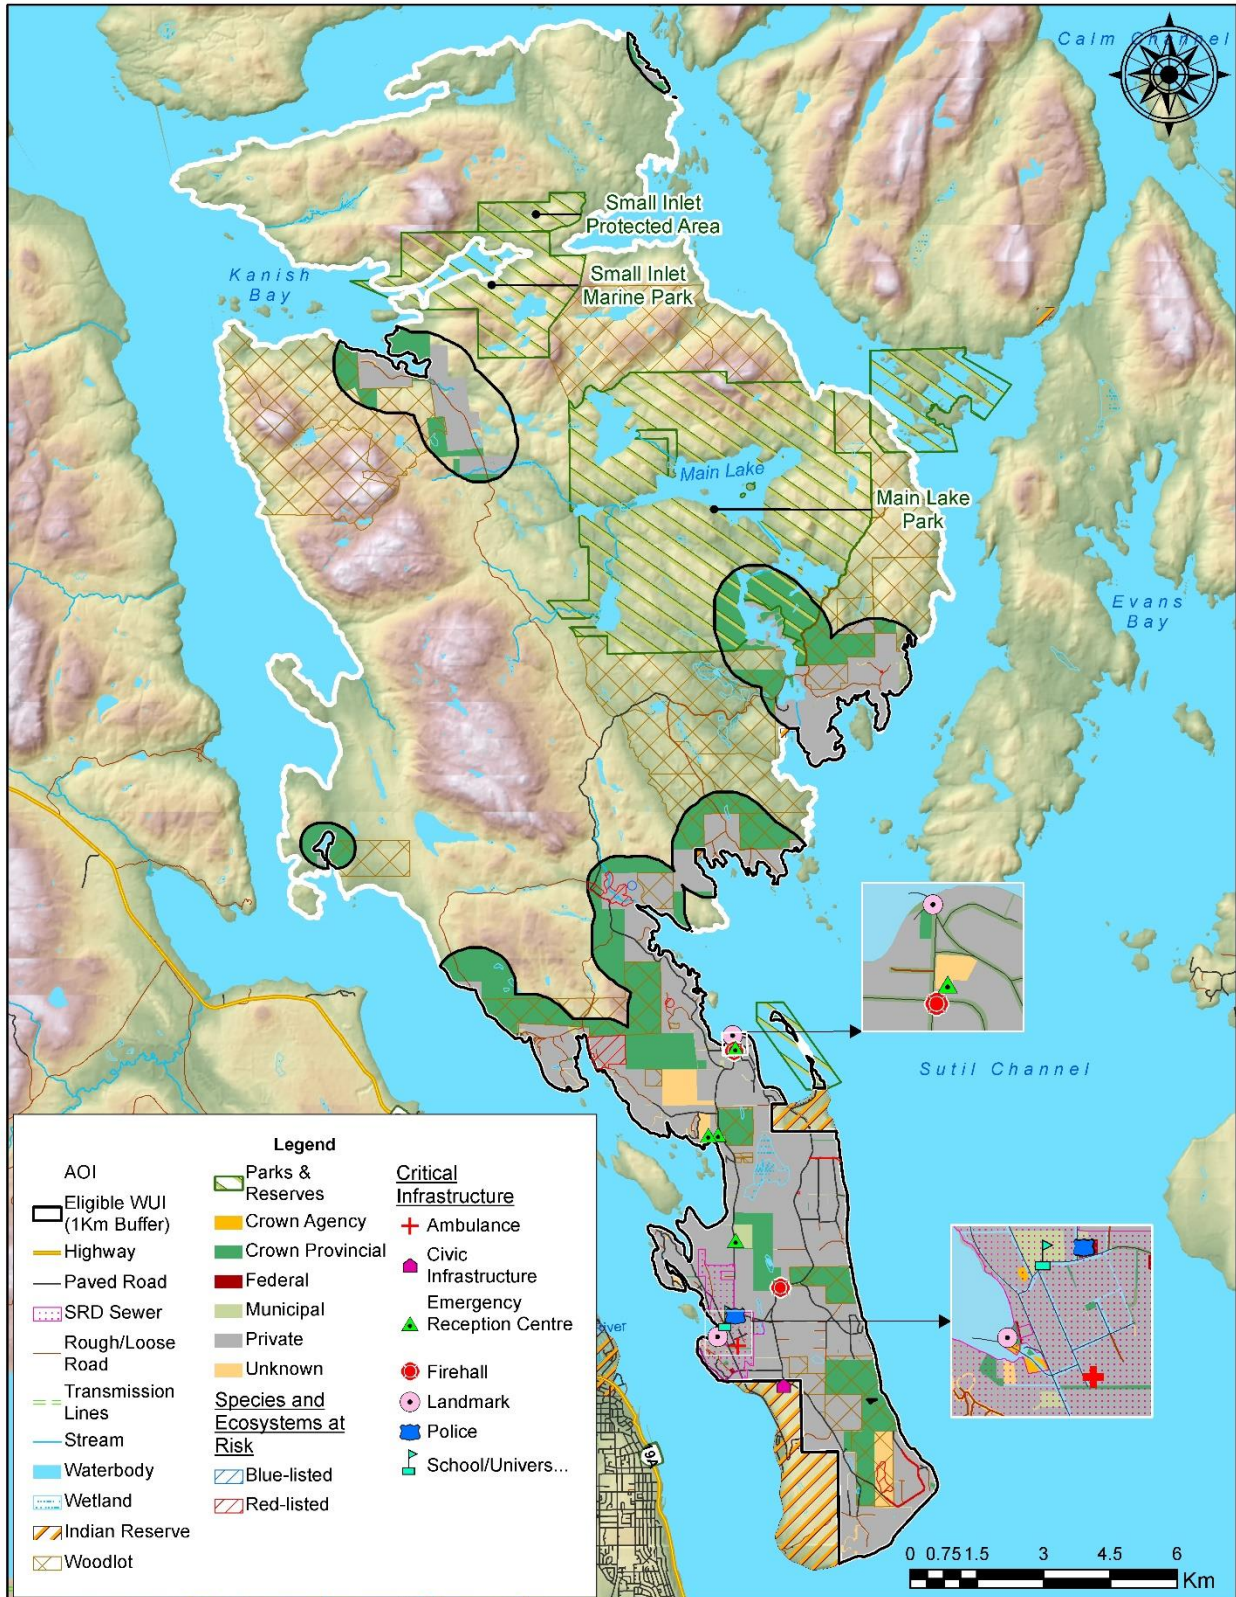 Calm Channel
Small Inlet
Protected Area
Kanish
Bay
Small Inlet
Marine Park
Main Lake
Main Lake
Park
Evans
Bay
Sutil Channel
9A
Legend
AOI
Eligible WUI
(1Km Buffer)
Highway
Paved Road
SRD Sewer
Rough/Loose
Road
Transmission
Lines
Stream
Waterbody
Wetland
Indian Reserve
Woodlot
Parks &
Reserves
Crown Agency
Crown Provincial
Federal
Municipal
Private
Unknown
Species and
Ecosystems at
Risk
Blue-listed
Red-listed
Critical
Infrastructure
Ambulance
Civic
Infrastructure
Emergency
Reception Centre
Firehall
Landmark
Police
School/Univers...
0 0.75 1.5 3 4.5 6
Km